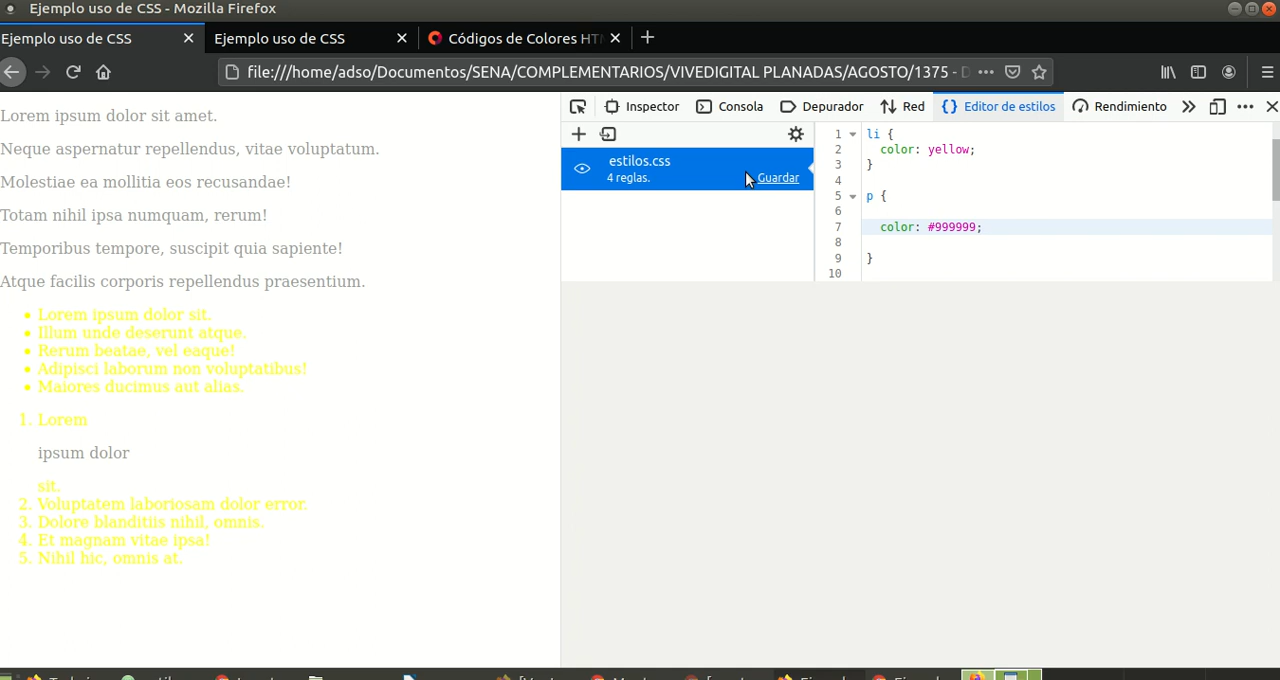 Ejemplo uso de CSS - Mozilla Firefox
Ejemplo uso de CSS
Ejemplo uso de CSS
Códigos de Colores HT
file:///home/adso/Documentos/SENA/COMPLEMENTARIOS/VIVEDIGITAL PLANADAS/AGOSTO/1375 - D
Inspector Consola Depurador Red Editor de estilos Rendimiento
estilos.css
4 reglas. Guardar
1 li {
2 color: yellow;
3 }
4
5 p {
6
7 color: #999999;
8
9 }
10
Lorem ipsum dolor sit amet.
Neque aspernatur repellendus, vitae voluptatum.
Molestiae ea mollitia eos recusandae!
Totam nihil ipsa numquam, rerum!
Temporibus tempore, suscipit quia sapiente!
Atque facilis corporis repellendus praesentium.
• Lorem ipsum dolor sit.
• Illum unde deserunt atque.
• Rerum beatae, vel eaque!
• Adipisci laborum non voluptatibus!
• Maiores ducimus aut alias.
1. Lorem
ipsum dolor
sit.
2. Voluptatem laboriosam dolor error.
3. Dolore blanditiis nihil, omnis.
4. Et magnam vitae ipsa!
5. Nihil hic, omnis at.